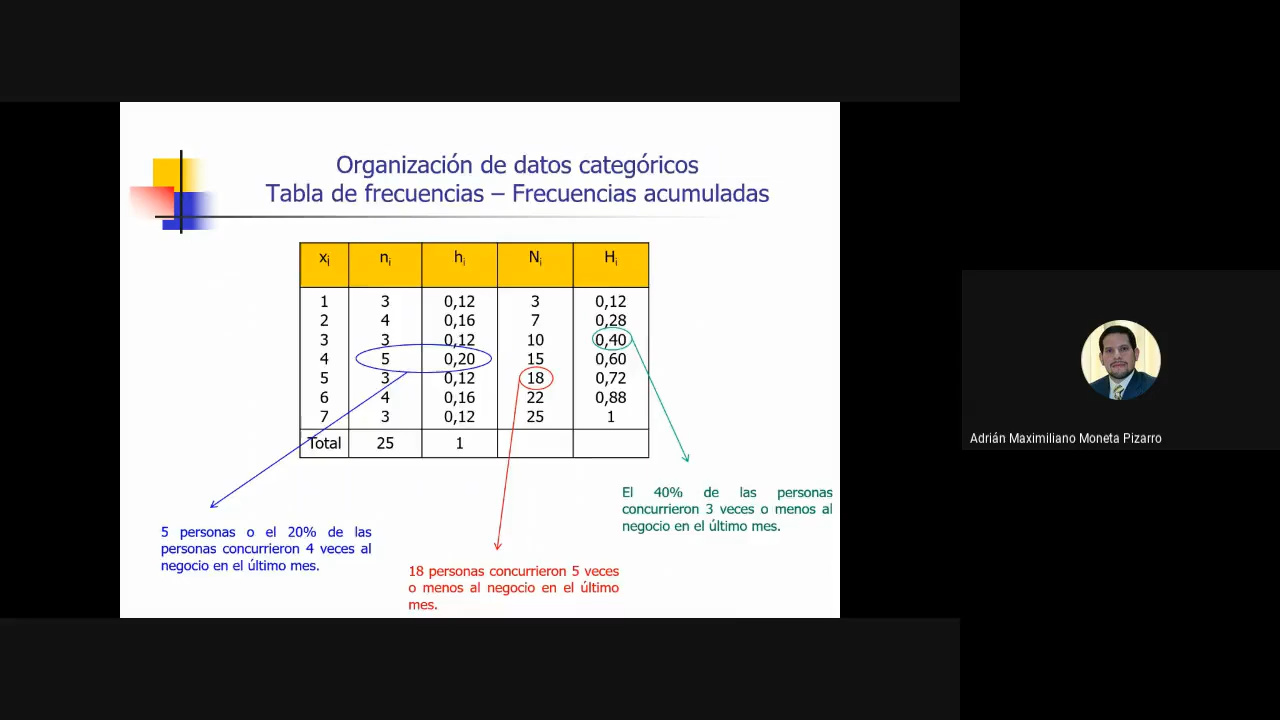 Organización de datos categóricos
Tabla de frecuencias – Frecuencias acumuladas
xi ni hi Ni Hi
1 3 0,12 3 0,12
2 4 0,16 7 0,28
3 3 0,12 10 0,40
4 5 0,20 15 0,60
5 3 0,12 18 0,72
6 4 0,16 22 0,88
7 3 0,12 25 1
Total 25 1
El 40% de las personas
concurrieron 3 veces o menos al
negocio en el último mes.
5 personas o el 20% de las
personas concurrieron 4 veces al
negocio en el último mes.
18 personas concurrieron 5 veces
o menos al negocio en el último
mes.
Adrián Maximiliano Moneta Pizarro